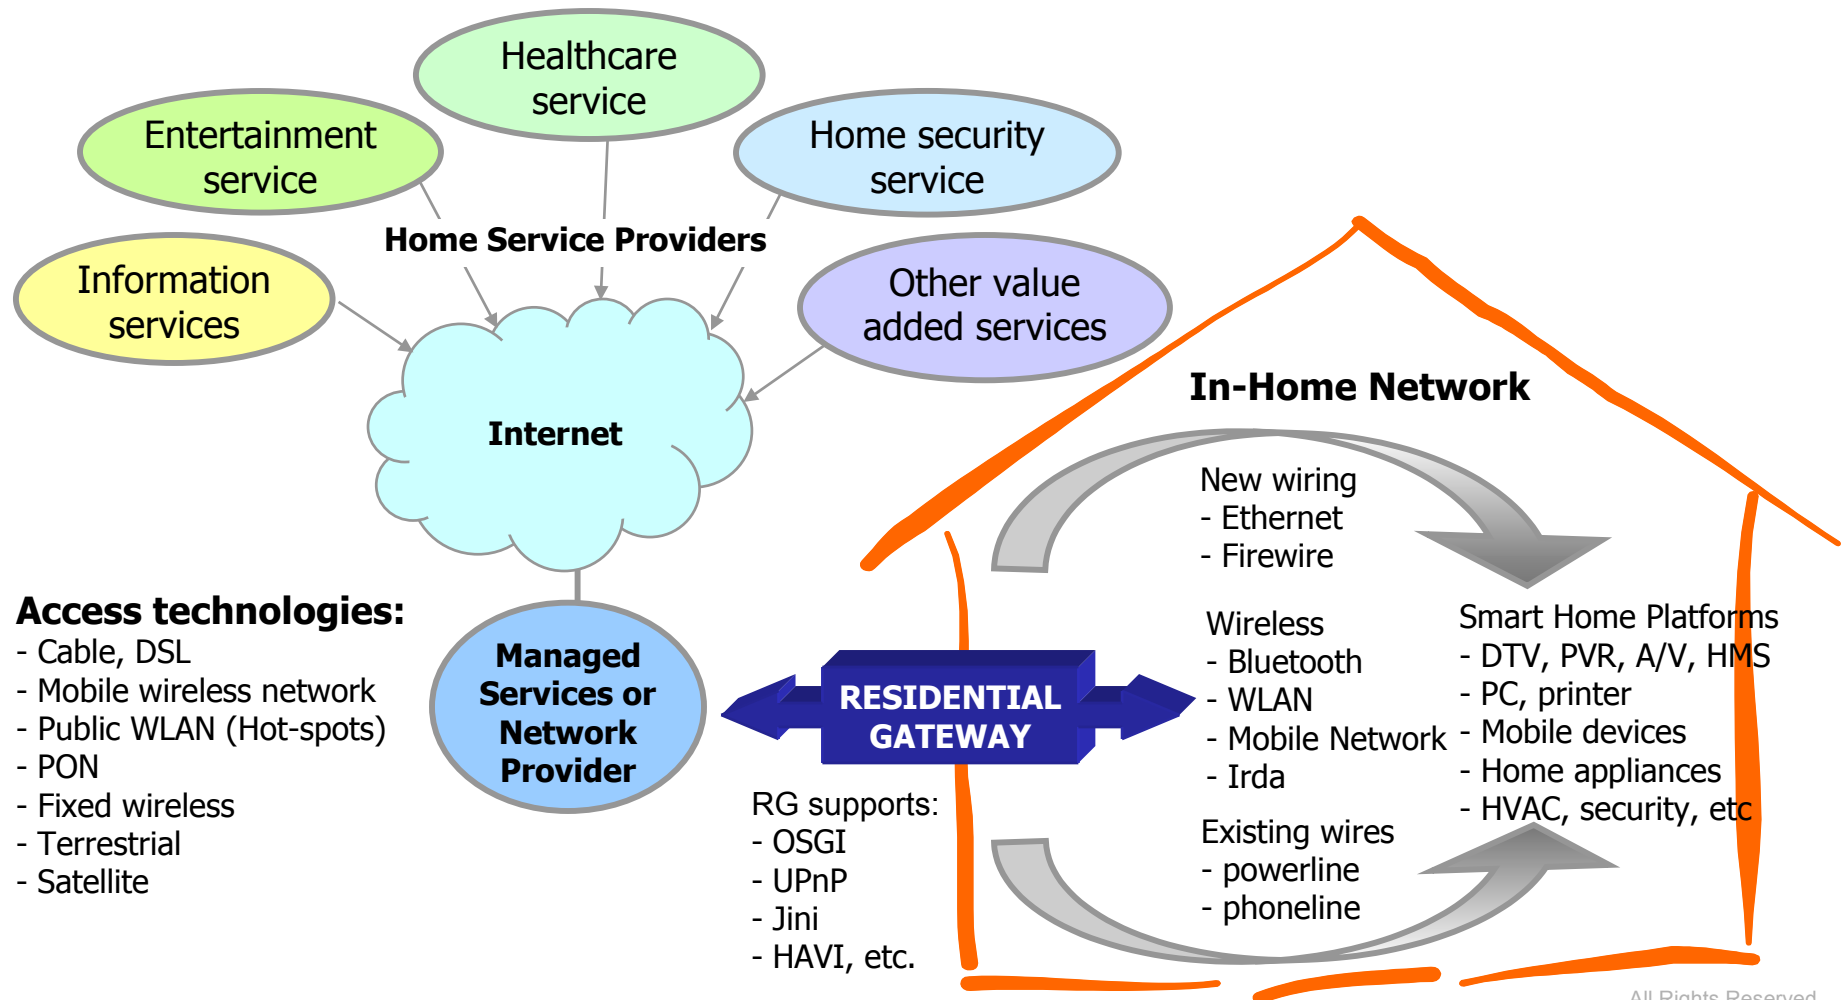 Healthcare
service
Entertainment
service
Home security
service
Home Service Providers
Information
services
Other value
added services
Internet
In-Home Network
New wiring
- Ethernet
- Firewire
Access technologies:
- Cable, DSL
- Mobile wireless network
- Public WLAN (Hot-spots)
- PON
- Fixed wireless
- Terrestrial
- Satellite
Managed
Services or
Network
Provider
RESIDENTIAL
GATEWAY
RG supports:
- OSGI
- UPnP
- Jini
- HAVI, etc.
Wireless
- Bluetooth
- WLAN
- Mobile Network
- Irda
Existing wires
- powerline
- phoneline
Smart Home Platforms
- DTV, PVR, A/V, HMS
- PC, printer
- Mobile devices
- Home appliances
- HVAC, security, etc
All Rights Reserved